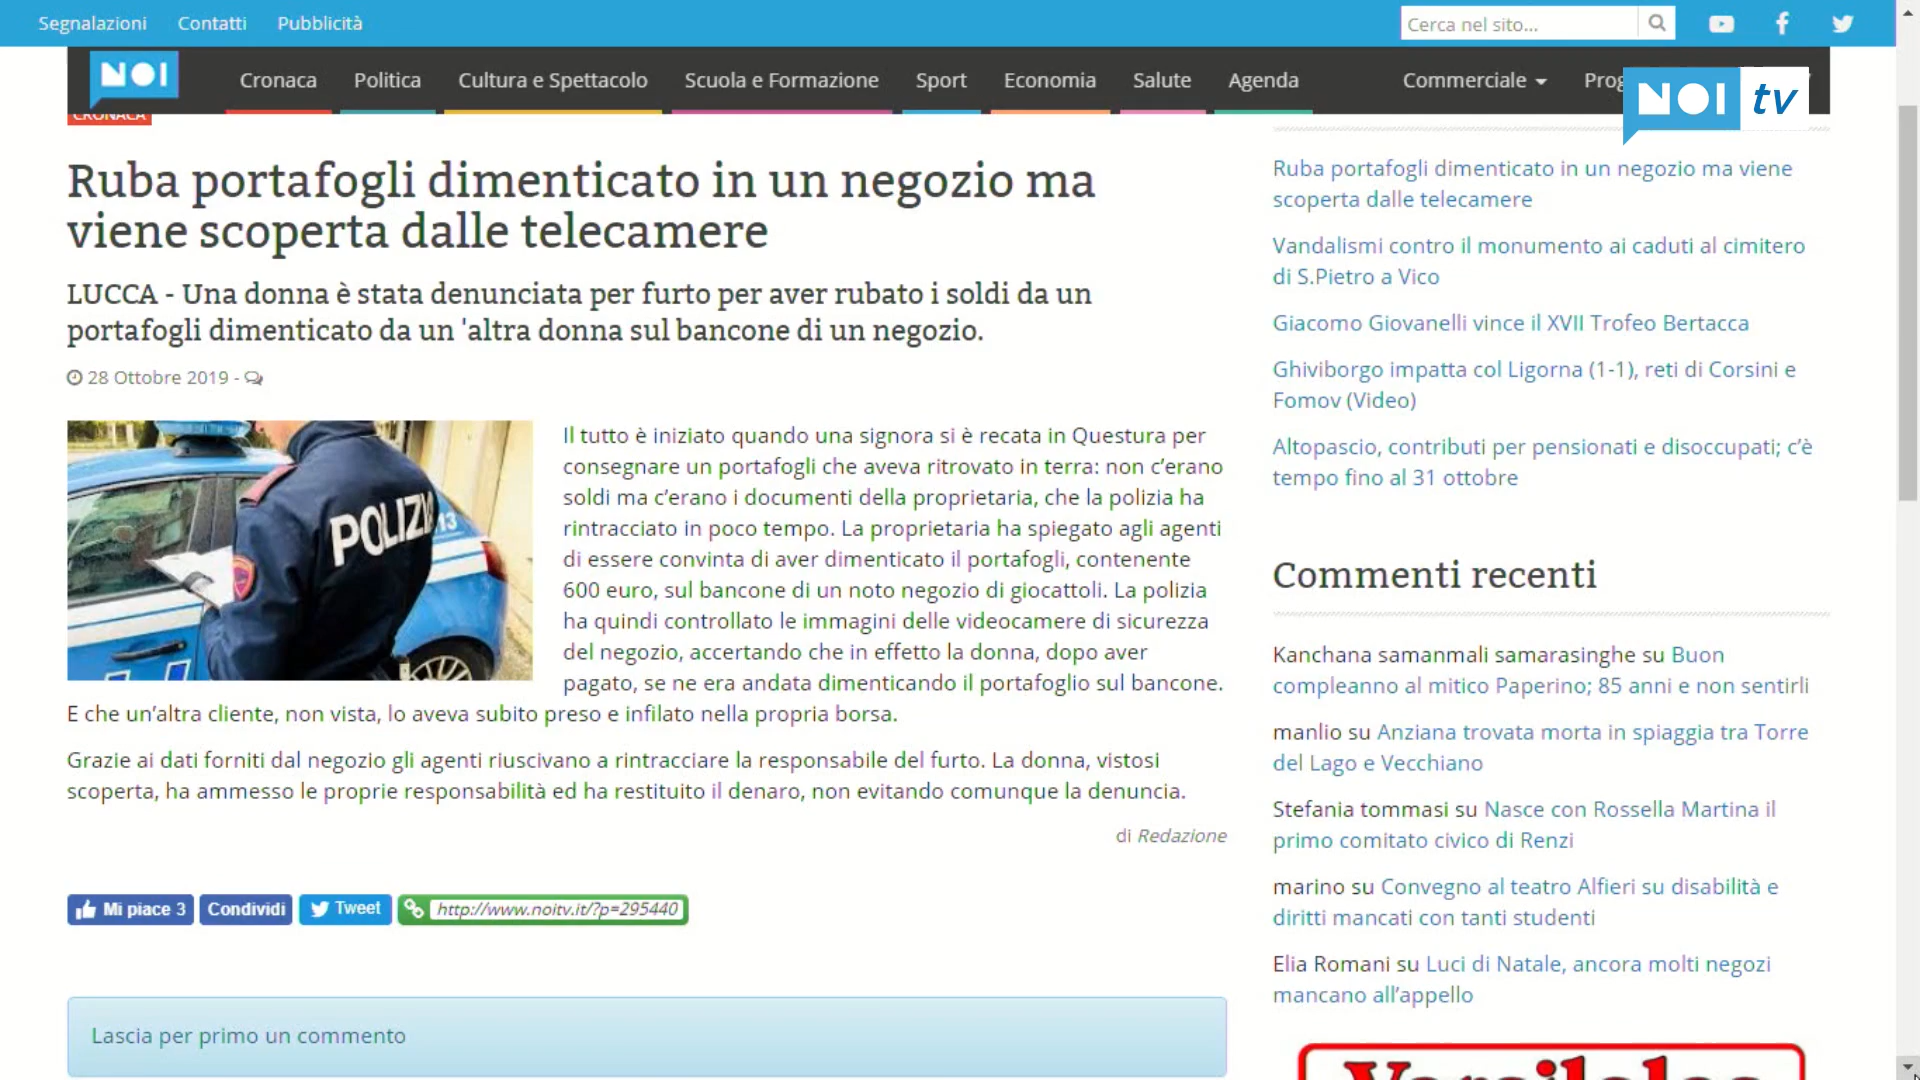 Segnalazioni Contatti Pubblicità
Cerca nel sito...
NOI
Cronaca Politica Cultura e Spettacolo Scuola e Formazione Sport Economia Salute Agenda Commerciale
NOI tv
CRONACA
Ruba portafogli dimenticato in un negozio ma
viene scoperta dalle telecamere
LUCCA - Una donna è stata denunciata per furto per aver rubato i soldi da un
portafogli dimenticato da un 'altra donna sul bancone di un negozio.
28 Ottobre 2019 -
POLIZI
13
Il tutto è iniziato quando una signora si è recata in Questura per
consegnare un portafogli che aveva ritrovato in terra: non c’erano
soldi ma c’erano i documenti della proprietaria, che la polizia ha
rintracciato in poco tempo. La proprietaria ha spiegato agli agenti
di essere convinta di aver dimenticato il portafogli, contenente
600 euro, sul bancone di un noto negozio di giocattoli. La polizia
ha quindi controllato le immagini delle videocamere di sicurezza
del negozio, accertando che in effetto la donna, dopo aver
pagato, se ne era andata dimenticando il portafoglio sul bancone.
E che un’altra cliente, non vista, lo aveva subito preso e infilato nella propria borsa.
Grazie ai dati forniti dal negozio gli agenti riuscivano a rintracciare la responsabile del furto. La donna, vistosi
scoperta, ha ammesso le proprie responsabilità ed ha restituito il denaro, non evitando comunque la denuncia.
di Redazione
Mi piace 3 Condividi Tweet http://www.noitv.it/?p=295440
Lascia per primo un commento
Ruba portafogli dimenticato in un negozio ma viene
scoperta dalle telecamere
Vandalismi contro il monumento ai caduti al cimitero
di S.Pietro a Vico
Giacomo Giovanelli vince il XVII Trofeo Bertacca
Ghiviborgo impatta col Ligorna (1-1), reti di Corsini e
Fomov (Video)
Altopascio, contributi per pensionati e disoccupati; c’è
tempo fino al 31 ottobre
Commenti recenti
Kanchana samanmali samarasinghe su Buon
compleanno al mitico Paperino; 85 anni e non sentirli
manlio su Anziana trovata morta in spiaggia tra Torre
del Lago e Vecchiano
Stefania tommasi su Nasce con Rossella Martina il
primo comitato civico di Renzi
marino su Convegno al teatro Alfieri su disabilità e
diritti mancati con tanti studenti
Elia Romani su Luci di Natale, ancora molti negozi
mancano all’appello